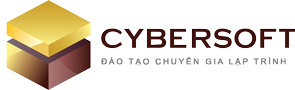 CYBERSOFT
ĐÀO TẠO CHUYÊN GIA LẬP TRÌNH